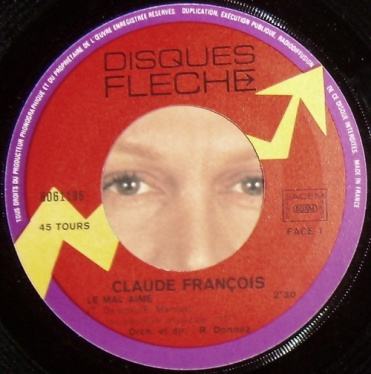 TOUS DROITS DU PRODUCTEUR PHONOGRAPHIQUE ET DU PROPRIÉTAIRE DE L'ŒUVRE ENREGISTRÉE RÉSERVÉS. DUPLICATION, EXÉCUTION PUBLIQUE, RADIODIFFUSION DE CE DISQUE INTERDITES. MADE IN FRANCE
DISQUES
FLECHE
SACEM
45 TOURS
FACE 1
CLAUDE FRANÇOIS
LE MAL AIME 2'30
Orch. et dir. R. Donnez